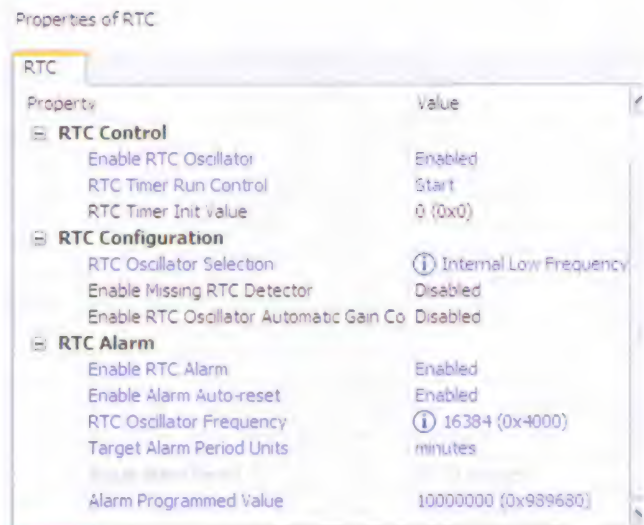 Properties of RTC
RTC
Property Value
RTC Control
Enable RTC Oscillator Enabled
RTC Timer Run Control Start
RTC Timer Init Value 0 (0x0)
RTC Configuration
RTC Oscillator Selection Internal Low Frequency
Enable Missing RTC Detector Disabled
Enable RTC Oscillator Automatic Gain Co Disabled
RTC Alarm
Enable RTC Alarm Enabled
Enable Alarm Auto-reset Enabled
RTC Oscillator Frequency 16384 (0x4000)
Target Alarm Period Units minutes
Alarm Programmed Value 10000000 (0x989680)